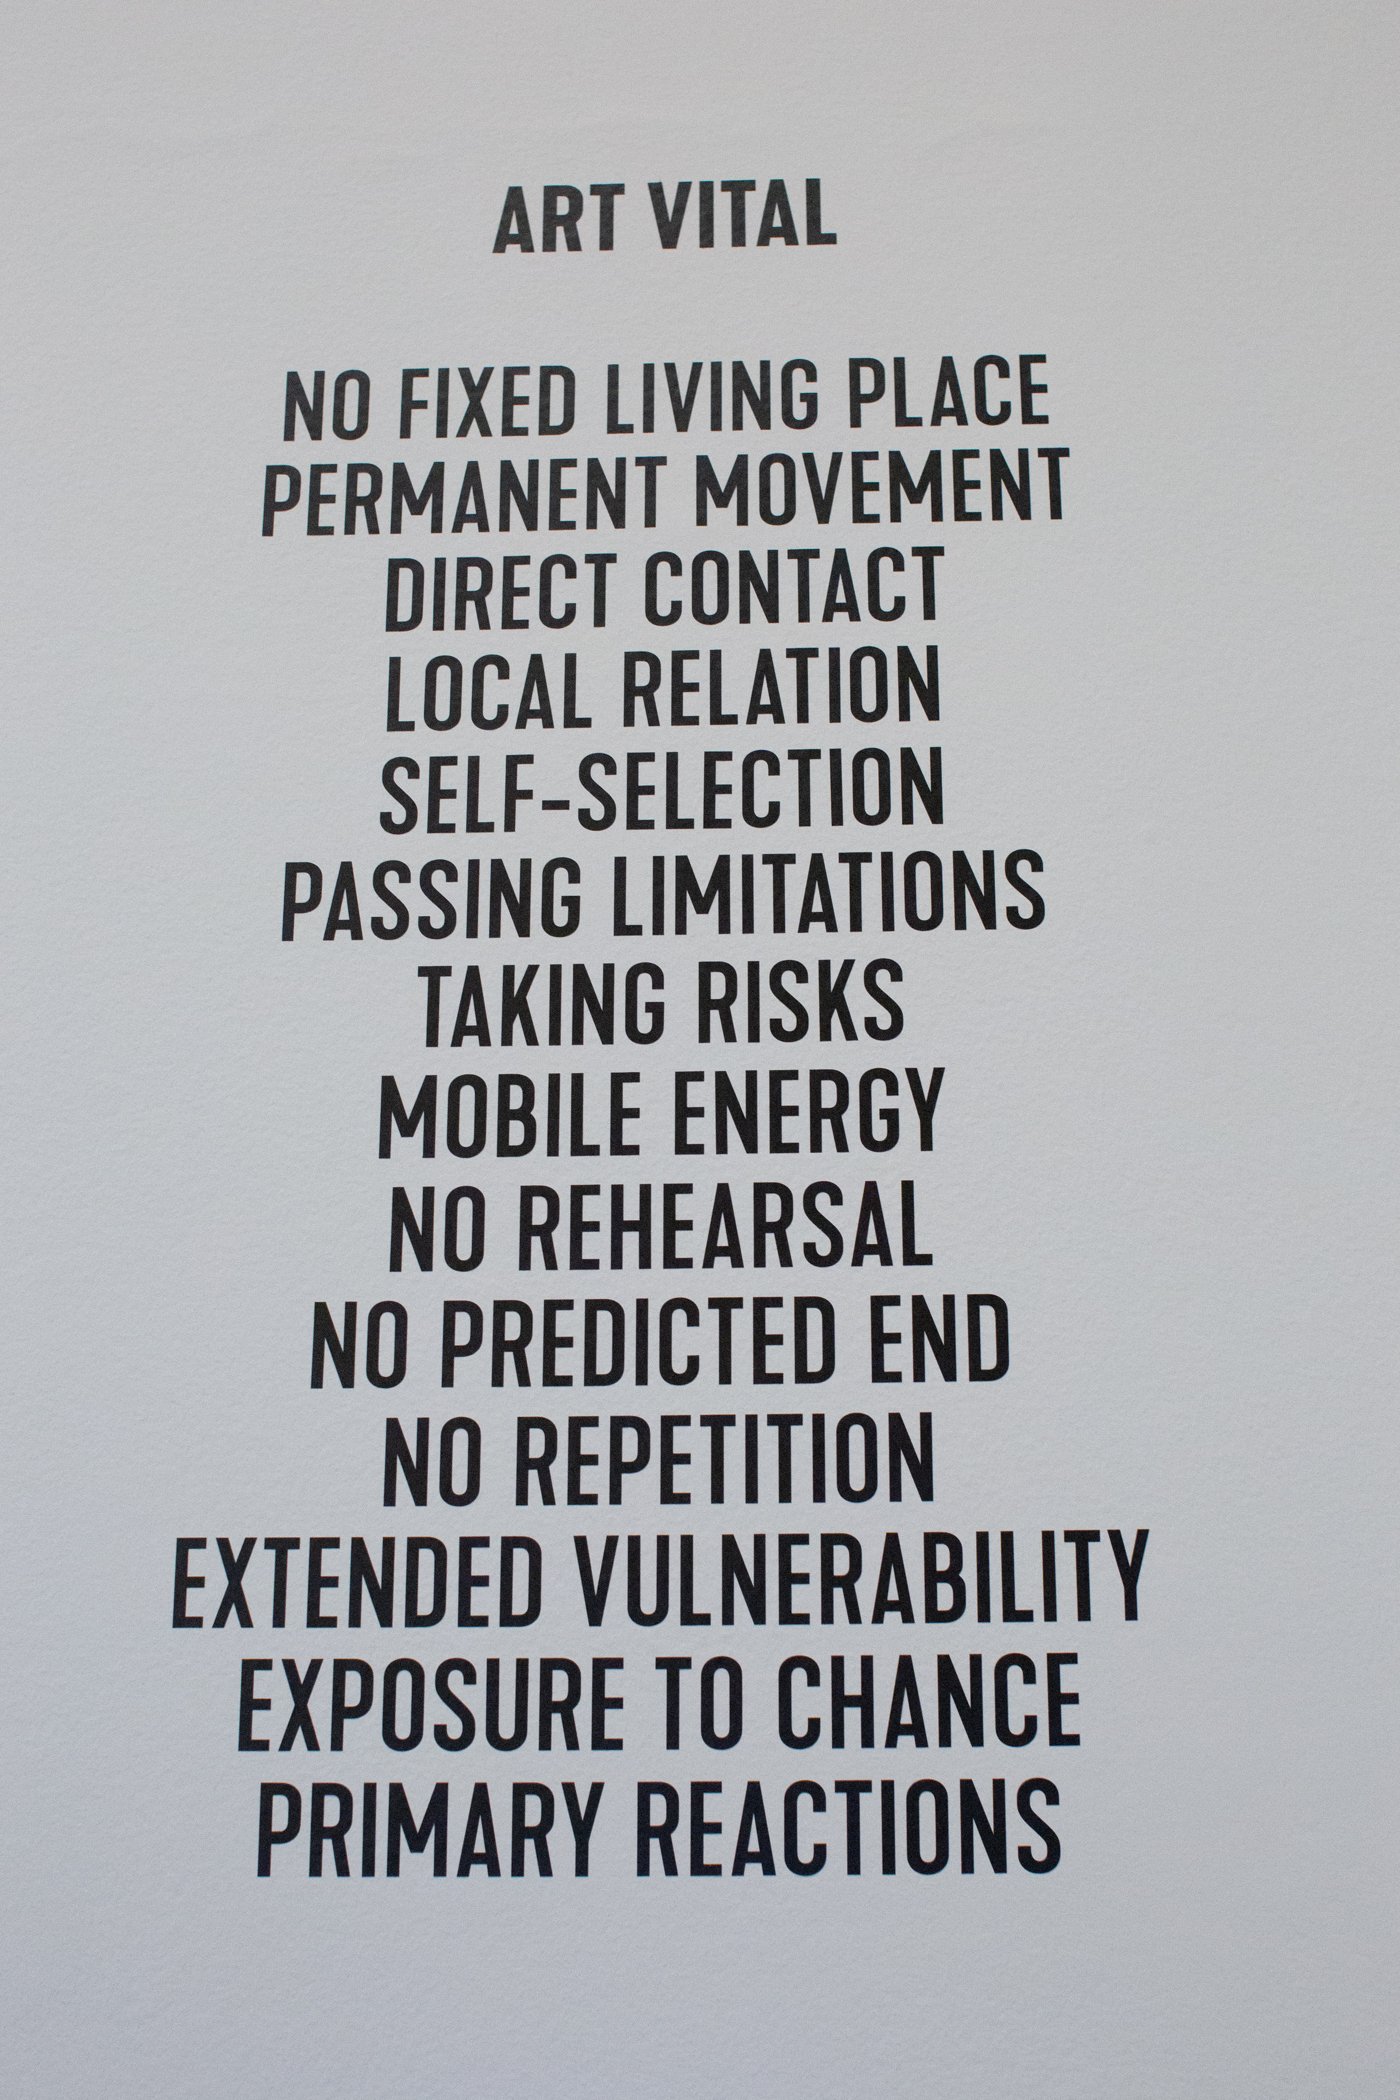 ART VITAL
NO FIXED LIVING PLACE
PERMANENT MOVEMENT
DIRECT CONTACT
LOCAL RELATION
SELF-SELECTION
PASSING LIMITATIONS
TAKING RISKS
MOBILE ENERGY
NO REHEARSAL
NO PREDICTED END
NO REPETITION
EXTENDED VULNERABILITY
EXPOSURE TO CHANCE
PRIMARY REACTIONS